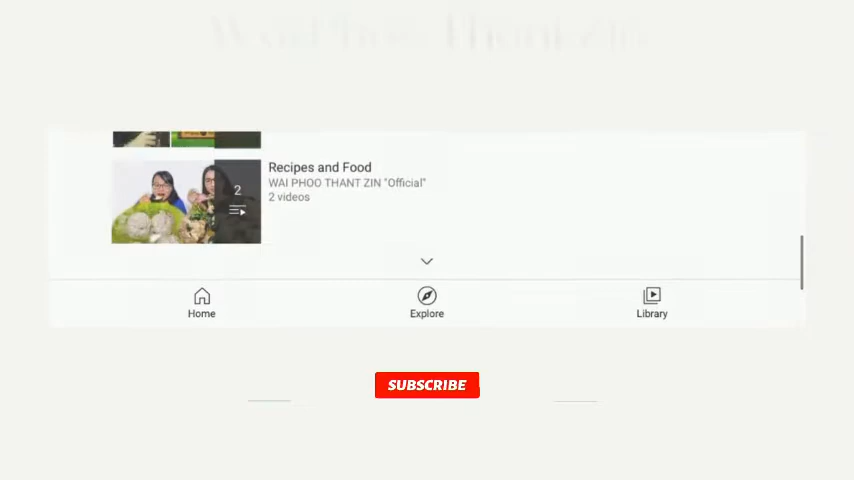 Recipes and Food
WAI PHOO THANT ZIN "Official"
2 videos
2
Home
Explore
Library
SUBSCRIBE